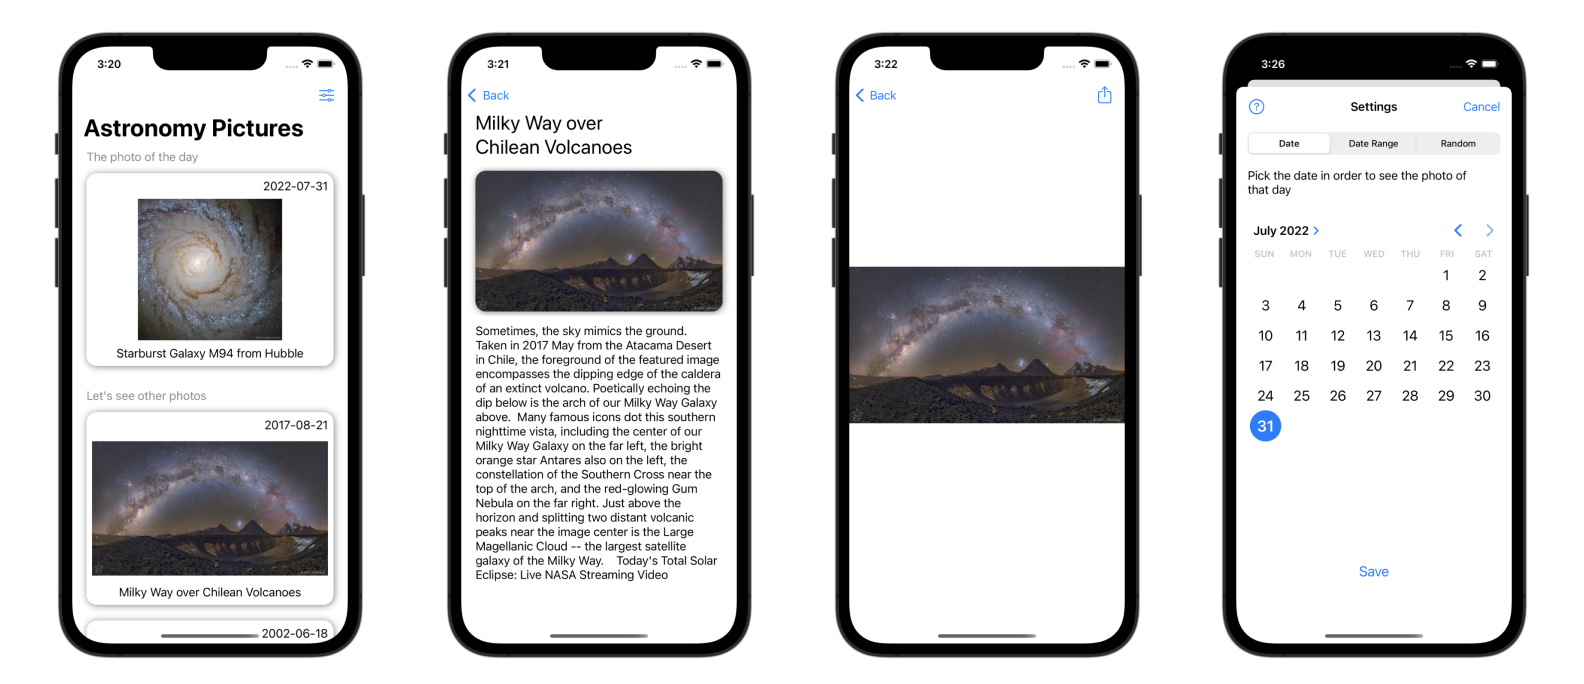 3:20
Astronomy Pictures
The photo of the day
2022-07-31
Starburst Galaxy M94 from Hubble
Let's see other photos
2017-08-21
Milky Way over Chilean Volcanoes
2002-06-18
3:21
Back
Milky Way over
Chilean Volcanoes
Sometimes, the sky mimics the ground.
Taken in 2017 May from the Atacama Desert
in Chile, the foreground of the featured image
encompasses the dipping edge of the caldera
of an extinct volcano. Poetically echoing the
dip below is the arch of our Milky Way Galaxy
above.  Many famous icons dot this southern
nighttime vista, including the center of our
Milky Way Galaxy on the far left, the bright
orange star Antares also on the left, the
constellation of the Southern Cross near the
top of the arch, and the red-glowing Gum
Nebula on the far right. Just above the
horizon and splitting two distant volcanic
peaks near the image center is the Large
Magellanic Cloud -- the largest satellite
galaxy of the Milky Way.    Today's Total Solar
Eclipse: Live NASA Streaming Video
3:22
Back
3:26
? Settings Cancel
Date Date Range Random
Pick the date in order to see the photo of
that day
July 2022
SUN MON TUE WED THU FRI SAT
1 2
3 4 5 6 7 8 9
10 11 12 13 14 15 16
17 18 19 20 21 22 23
24 25 26 27 28 29 30
31
Save